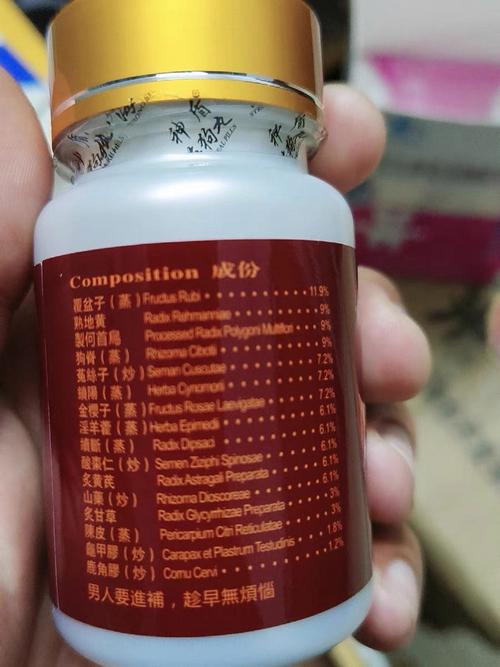 神盾
Composition 成份
覆盆子（蒸）Fructus Rubi 11.9%
熟地黄 Radix Rehmanniae 9%
製何首烏 Processed Radix Polygoni Multiflori 9%
狗脊（蒸） Rhizoma Cibotii 9%
菟絲子（炒）Seman Cuscutae 7.2%
鎖陽（蒸） Herba Cynomorii 7.2%
金櫻子（蒸）Fructus Rosae Laevigatae 7.2%
淫羊藿（蒸）Herba Epimedii 6.1%
續斷（蒸） Radix Dipsaci 6.1%
酸棗仁（炒）Semen Ziziphi Spinosae 6.1%
炙黄芪 Radix Astragali Preparata 6.1%
山藥（炒） Rhizoma Dioscoreae 6.1%
炙甘草 Radix Glycyrrhizae Preparata 3%
陳皮（蒸） Pericarpium Citri Reticulatae 3%
龜甲膠（炒） Carapax et Plastrum Testudinis 1.8%
鹿角膠（炒） Cornu Cervi 1.2%
男人要進補，趁早無煩惱